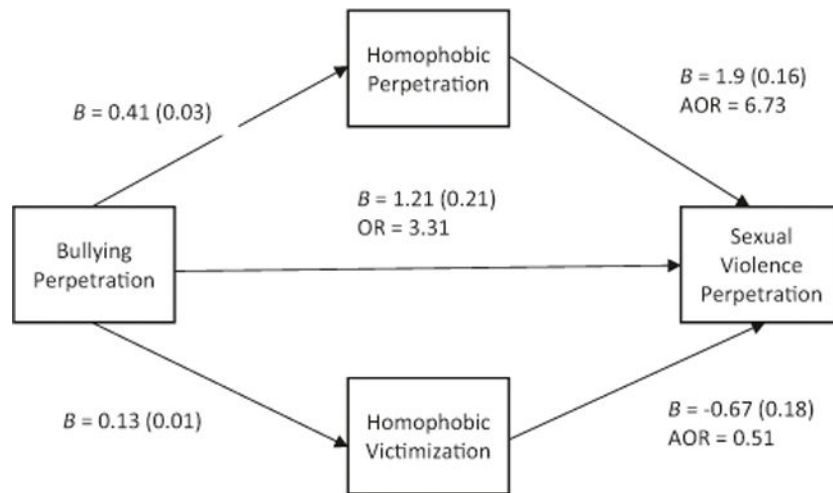 Homophobic
Perpetration
B = 1.9 (0.16)
AOR = 6.73
B = 0.41 (0.03)
B = 1.21 (0.21)
OR = 3.31
Bullying
Perpetration
Sexual
Violence
Perpetration
B = 0.13 (0.01)
Homophobic
Victimization
B = -0.67 (0.18)
AOR = 0.51